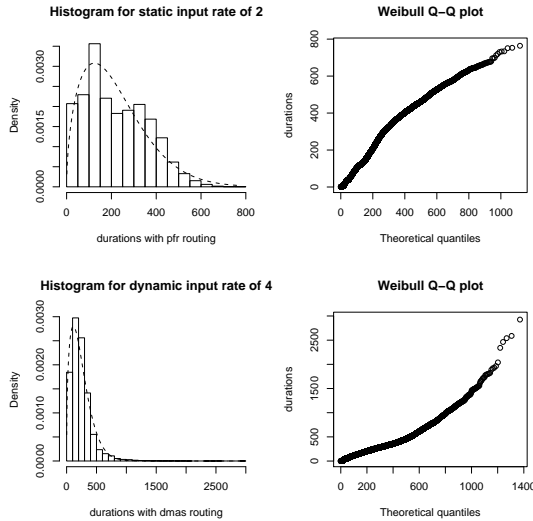 Histogram for static input rate of 2
Density
0.0000 0.0015 0.0030
0 200 400 600 800
durations with pfr routing
Weibull Q−Q plot
durations
0 200 400 600 800
0 200 400 600 800 1000
Theoretical quantiles
Histogram for dynamic input rate of 4
Density
0.0000 0.0010 0.0020 0.0030
0 500 1500 2500
durations with dmas routing
Weibull Q−Q plot
durations
0 500 1500 2500
0 200 400 600 800 1000 1400
Theoretical quantiles